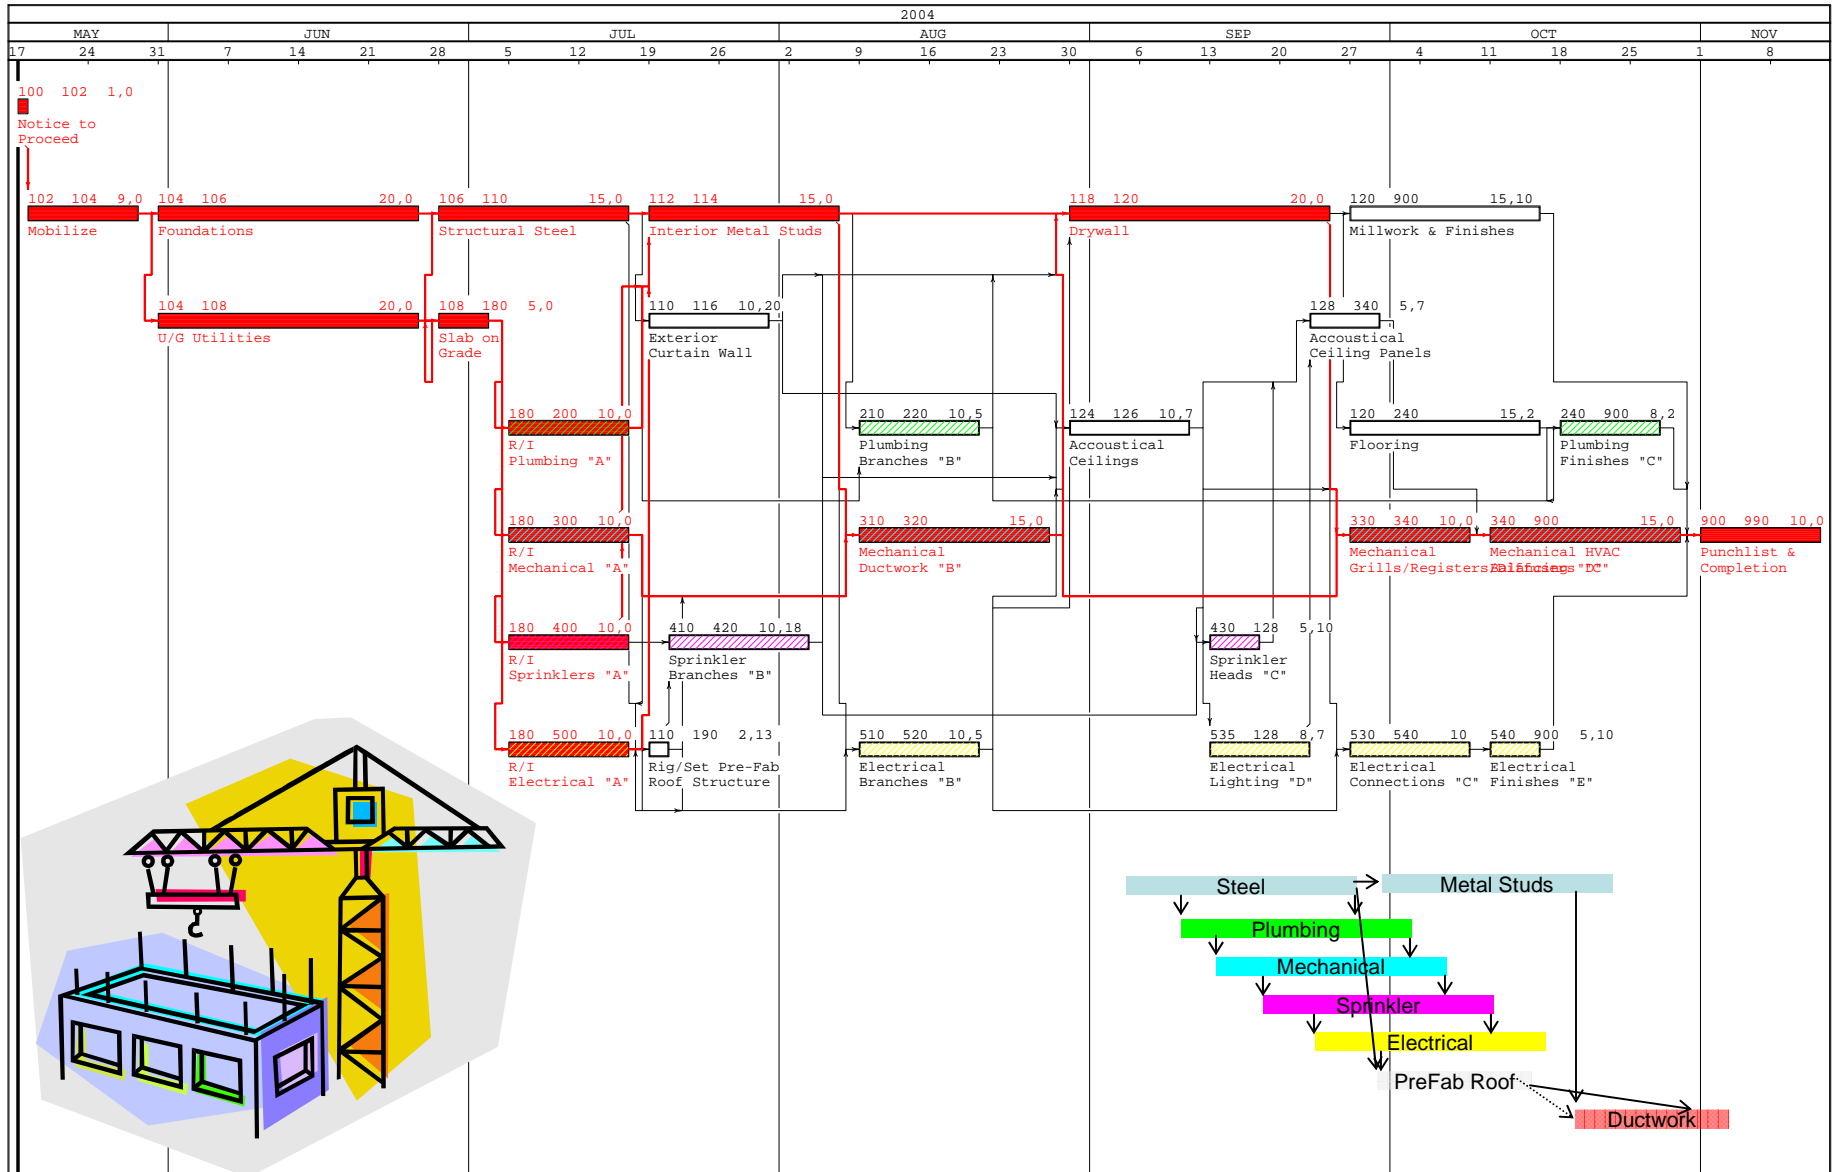 2004
MAY JUN JUL AUG SEP OCT NOV
17 24 31 7 14 21 28 5 12 19 26 2 9 16 23 30 6 13 20 27 4 11 18 25 1 8
100 102 1,0
Notice to
Proceed
102 104 9,0
Mobilize
104 106 20,0
Foundations
106 110 15,0
Structural Steel
112 114 15,0
Interior Metal Studs
118 120 20,0
Drywall
120 900 15,10
Millwork & Finishes
104 108 20,0
U/G Utilities
108 180 5,0
Slab on
Grade
110 116 10,20
Exterior
Curtain Wall
128 340 5,7
Accoustical
Ceiling Panels
180 200 10,0
R/I
Plumbing "A"
210 220 10,5
Plumbing
Branches "B"
124 126 10,7
Accoustical
Ceilings
120 240 15,2
Flooring
240 900 8,2
Plumbing
Finishes "C"
180 300 10,0
R/I
Mechanical "A"
310 320 15,0
Mechanical
Ductwork "B"
330 340 10,0
Mechanical
Grills/Registers/Diffusers "C"
340 900 15,0
Mechanical HVAC
Balancing "D"
900 990 10,0
Punchlist &
Completion
180 400 10,0
R/I
Sprinklers "A"
410 420 10,18
Sprinkler
Branches "B"
430 128 5,10
Sprinkler
Heads "C"
180 500 10,0
R/I
Electrical "A"
110 190 2,13
Rig/Set Pre-Fab
Roof Structure
510 520 10,5
Electrical
Branches "B"
535 128 8,7
Electrical
Lighting "D"
530 540 10
Electrical
Connections "C"
540 900 5,10
Electrical
Finishes "E"
Steel
Metal Studs
Plumbing
Mechanical
Sprinkler
Electrical
PreFab Roof
Ductwork